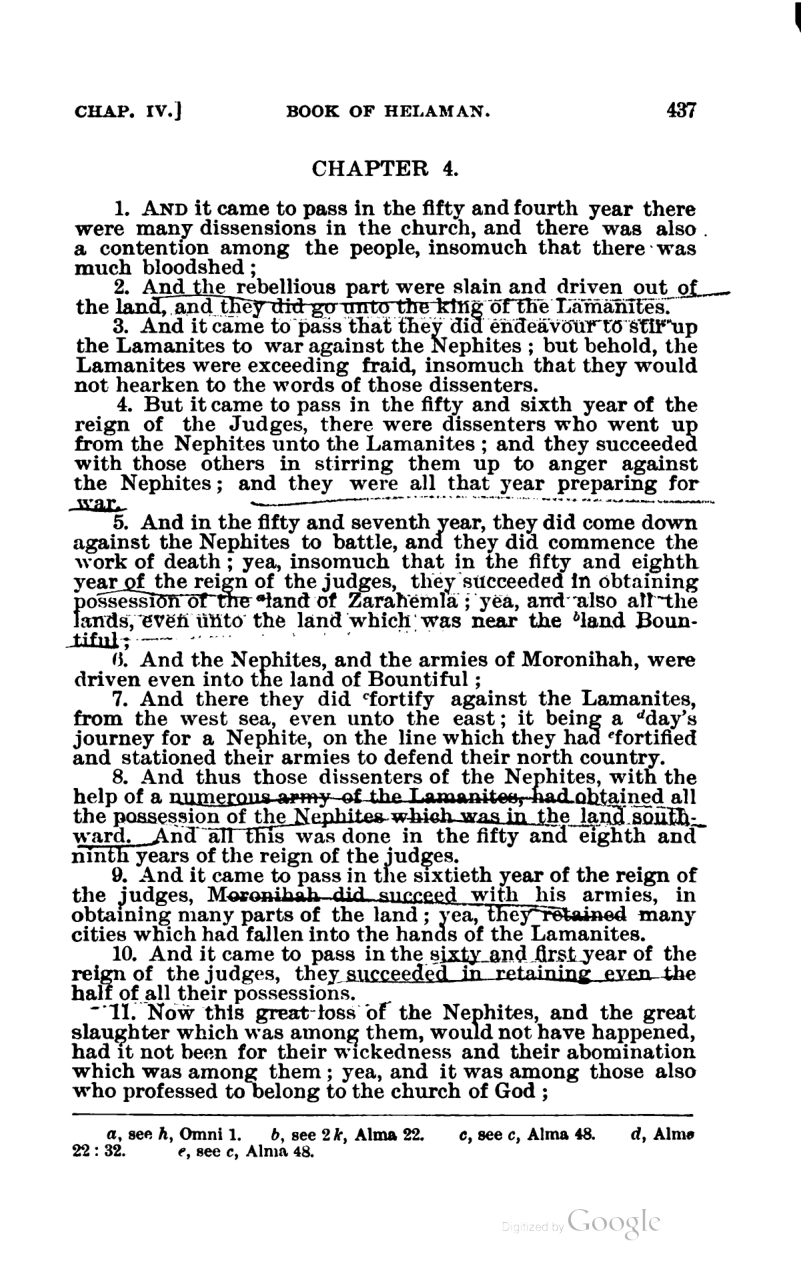 CHAP. IV.] BOOK OF HELAMAN. 437
CHAPTER 4.
1. AND it came to pass in the fifty and fourth year there
were many dissensions in the church, and there was also
a contention among the people, insomuch that there was
much bloodshed;
2. And the rebellious part were slain and driven out of
the land, and they did go unto the king of the Lamanites.
3. And it came to pass that they did endeavour to stir up
the Lamanites to war against the Nephites; but behold, the
Lamanites were exceeding fraid, insomuch that they would
not hearken to the words of those dissenters.
4. But it came to pass in the fifty and sixth year of the
reign of the Judges, there were dissenters who went up
from the Nephites unto the Lamanites; and they succeeded
with those others in stirring them up to anger against
the Nephites; and they were all that year preparing for
war.
5. And in the fifty and seventh year, they did come down
against the Nephites to battle, and they did commence the
work of death; yea, insomuch that in the fifty and eighth
year of the reign of the judges, they succeeded in obtaining
possession of the ᵃland of Zarahemla; yea, and also all the
lands, even unto the land which was near the ᵇland Boun-
tiful;
6. And the Nephites, and the armies of Moronihah, were
driven even into the land of Bountiful;
7. And there they did ᶜfortify against the Lamanites,
from the west sea, even unto the east; it being a ᵈday's
journey for a Nephite, on the line which they had ᵉfortified
and stationed their armies to defend their north country.
8. And thus those dissenters of the Nephites, with the
help of a numerous army of the Lamanites, had obtained all
the possession of the Nephites which was in the land south-
ward. And all this was done in the fifty and eighth and
ninth years of the reign of the judges.
9. And it came to pass in the sixtieth year of the reign of
the judges, Moronihah did succeed with his armies, in
obtaining many parts of the land; yea, they retained many
cities which had fallen into the hands of the Lamanites.
10. And it came to pass in the sixty and first year of the
reign of the judges, they succeeded in retaining even the
half of all their possessions.
11. Now this great loss of the Nephites, and the great
slaughter which was among them, would not have happened,
had it not been for their wickedness and their abomination
which was among them; yea, and it was among those also
who professed to belong to the church of God;
a, see h, Omni 1. b, see 2 k, Alma 22. c, see c, Alma 48. d, Alma
22 : 32. e, see c, Alma 48.
Digitized by Google